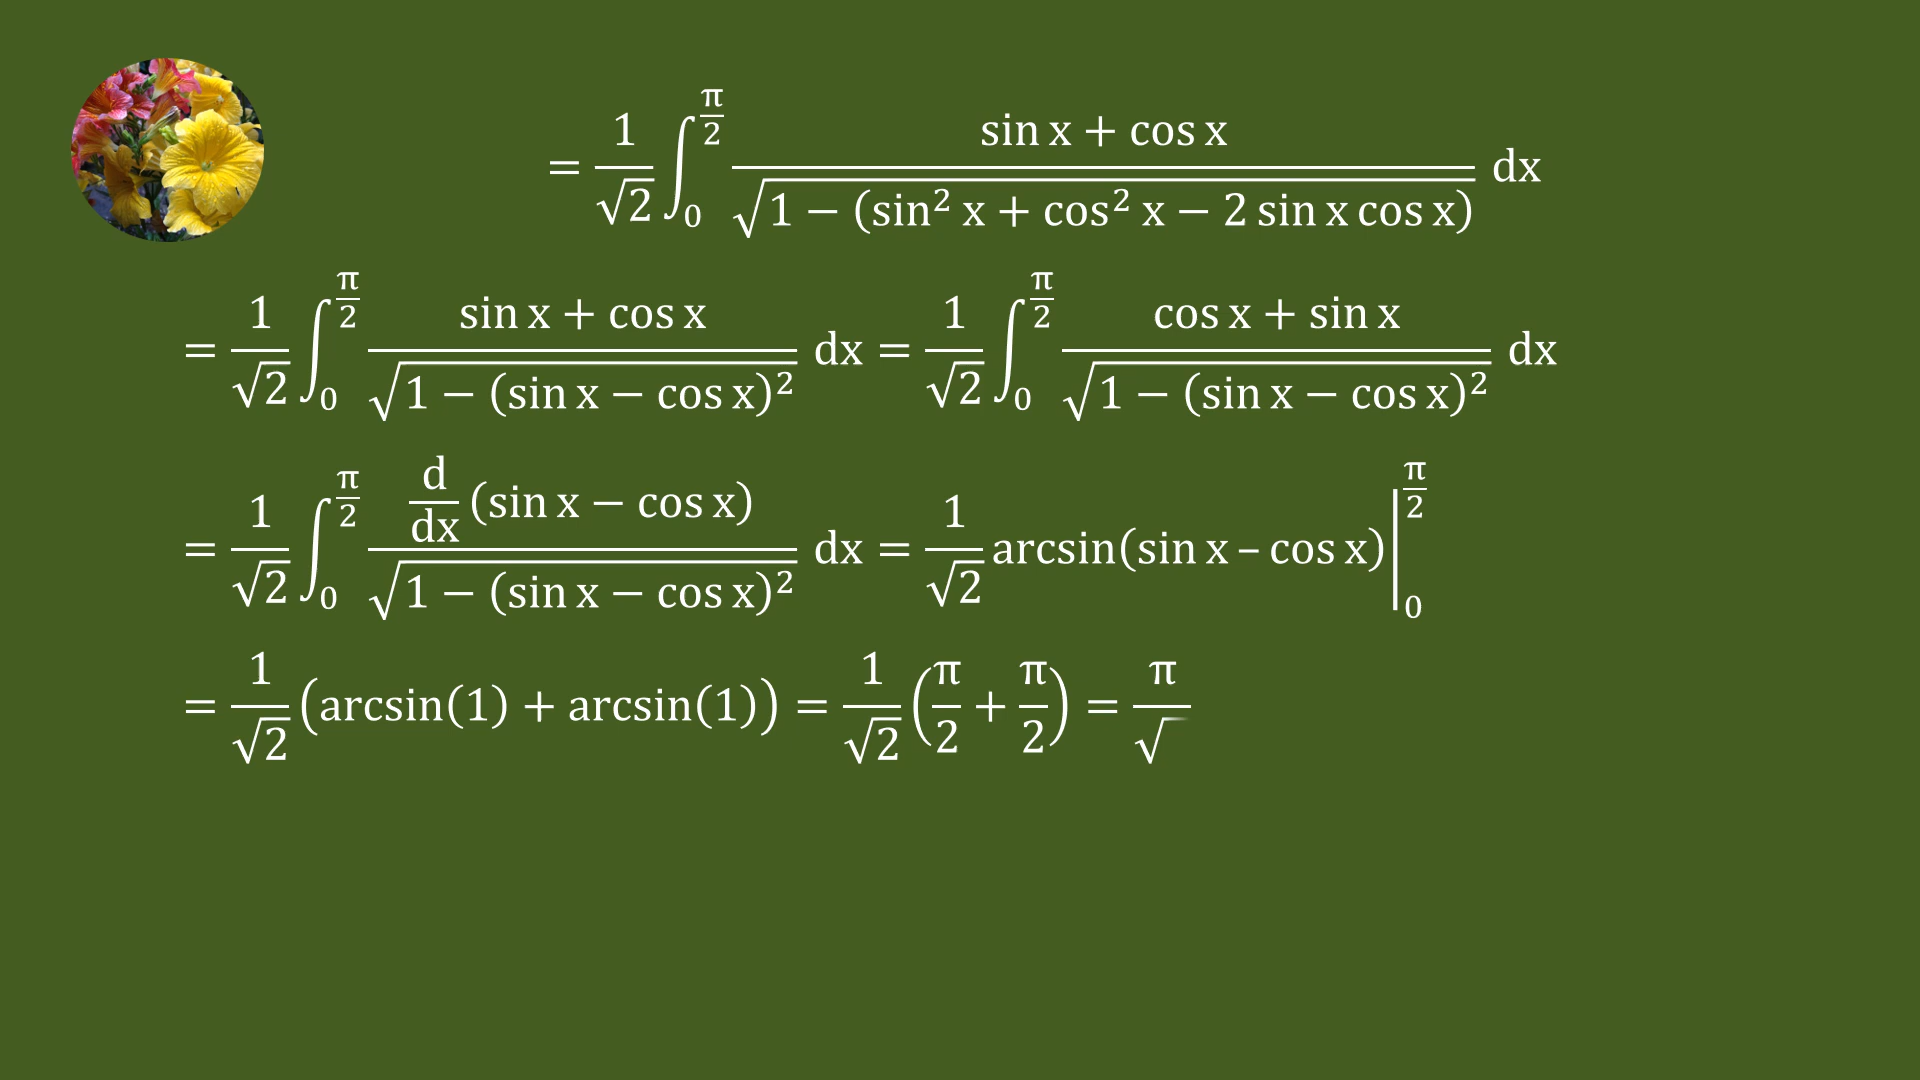 = 1/√2 ∫₀^(π/2) (sin x + cos x)/√(1 − (sin² x + cos² x − 2 sin x cos x)) dx
= 1/√2 ∫₀^(π/2) (sin x + cos x)/√(1 − (sin x − cos x)²) dx = 1/√2 ∫₀^(π/2) (cos x + sin x)/√(1 − (sin x − cos x)²) dx
= 1/√2 ∫₀^(π/2) (d/dx (sin x − cos x))/√(1 − (sin x − cos x)²) dx = 1/√2 arcsin(sin x – cos x)|₀^(π/2)
= 1/√2 (arcsin(1) + arcsin(1)) = 1/√2 (π/2 + π/2) = π/√